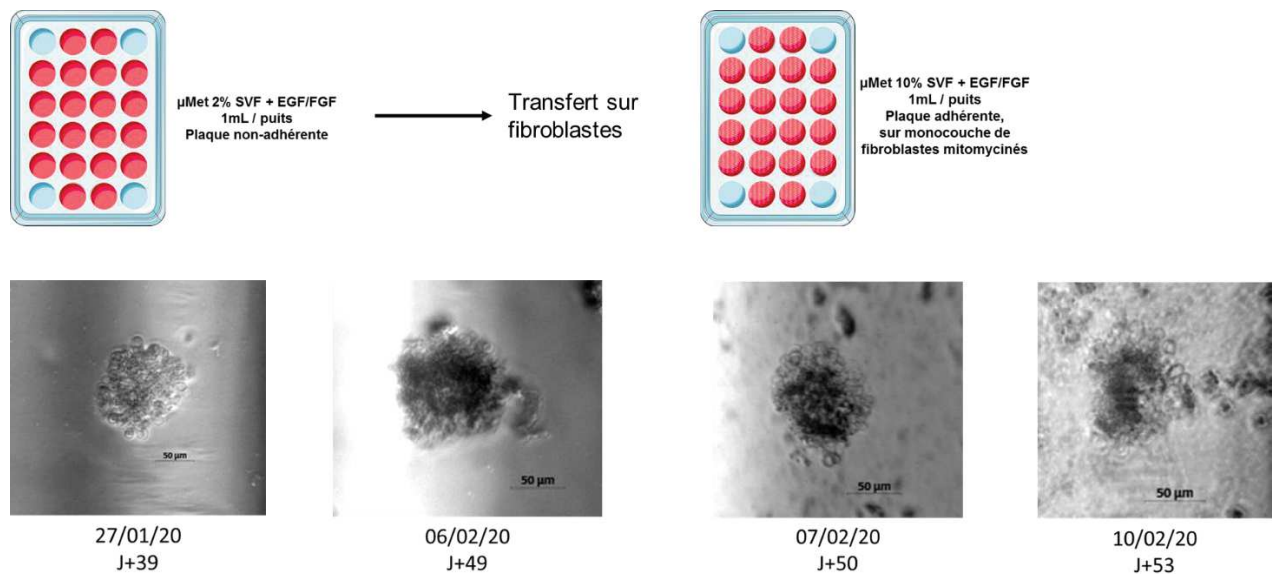 µMet 2% SVF + EGF/FGF
1mL / puits
Plaque non-adhérente
Transfert sur
fibroblastes
µMet 10% SVF + EGF/FGF
1mL / puits
Plaque adhérente,
sur monocouche de
fibroblastes mitomycinés
50 µm
50 µm
50 µm
50 µm
27/01/20
J+39
06/02/20
J+49
07/02/20
J+50
10/02/20
J+53